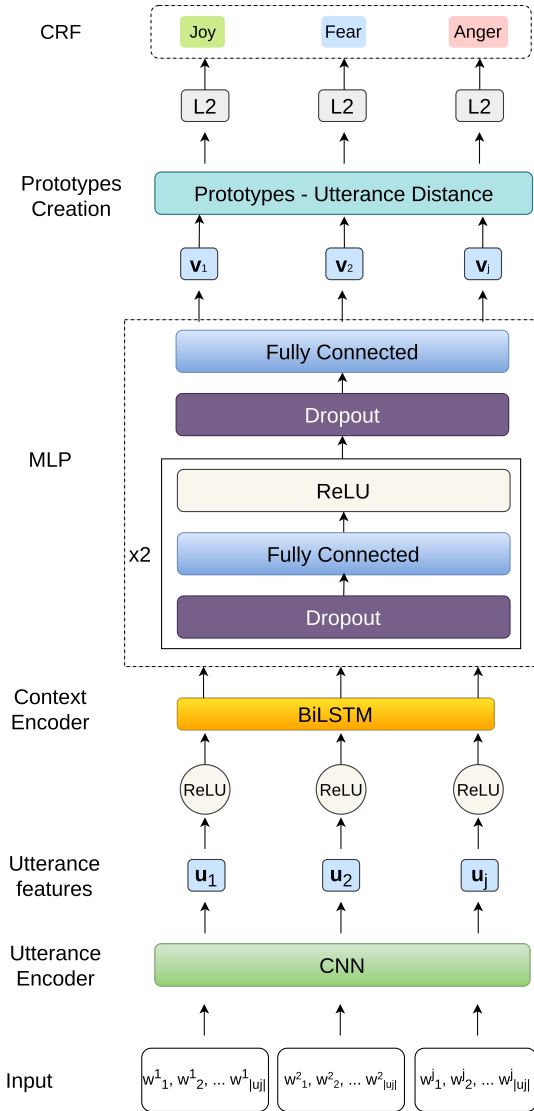 CRF Joy Fear Anger
L2 L2 L2
Prototypes
Creation
Prototypes - Utterance Distance
v₁ v₂ vⱼ
Fully Connected
Dropout
MLP
ReLU
x2
Fully Connected
Dropout
Context
Encoder
BiLSTM
ReLU ReLU ReLU
Utterance
features
u₁ u₂ uⱼ
Utterance
Encoder
CNN
Input
w¹₁, w¹₂, ... w¹|uj|
w²₁, w²₂, ... w²|uj|
wʲ₁, wʲ₂, ... wʲ|uj|